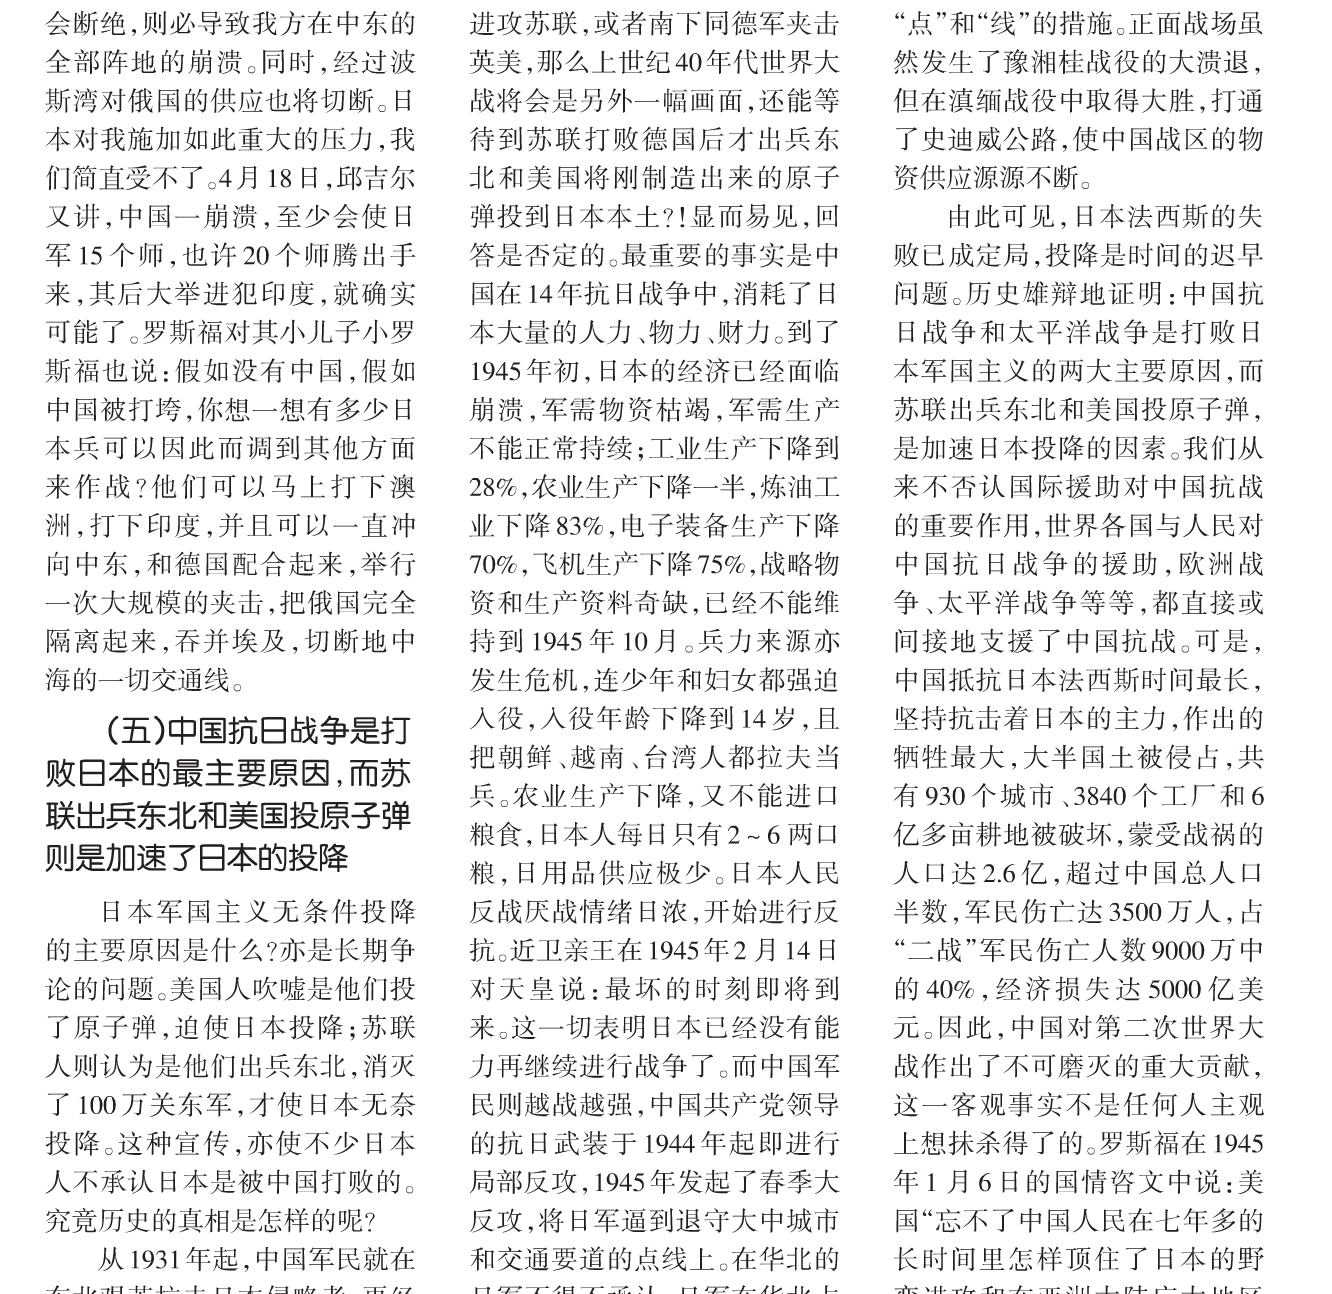 会断绝,则必导致我方在中东的
全部阵地的崩溃。同时,经过波
斯湾对俄国的供应也将切断。日
本对我施加如此重大的压力,我
们简直受不了。4月18日,邱吉尔
又讲,中国一崩溃,至少会使日
军15个师,也许20个师腾出手
来,其后大举进犯印度,就确实
可能了。罗斯福对其小儿子小罗
斯福也说:假如没有中国,假如
中国被打垮,你想一想有多少日
本兵可以因此而调到其他方面
来作战?他们可以马上打下澳
洲,打下印度,并且可以一直冲
向中东,和德国配合起来,举行
一次大规模的夹击,把俄国完全
隔离起来,吞并埃及,切断地中
海的一切交通线。
(五)中国抗日战争是打
败日本的最主要原因,而苏
联出兵东北和美国投原子弹
则是加速了日本的投降
日本军国主义无条件投降
的主要原因是什么?亦是长期争
论的问题。美国人吹嘘是他们投
了原子弹,迫使日本投降;苏联
人则认为是他们出兵东北,消灭
了100万关东军,才使日本无奈
投降。这种宣传,亦使不少日本
人不承认日本是被中国打败的。
究竟历史的真相是怎样的呢?
从1931年起,中国军民就在
进攻苏联,或者南下同德军夹击
英美,那么上世纪40年代世界大
战将会是另外一幅画面,还能等
待到苏联打败德国后才出兵东
北和美国将刚制造出来的原子
弹投到日本本土?!显而易见,回
答是否定的。最重要的事实是中
国在14年抗日战争中,消耗了日
本大量的人力、物力、财力。到了
1945年初,日本的经济已经面临
崩溃,军需物资枯竭,军需生产
不能正常持续;工业生产下降到
28%,农业生产下降一半,炼油工
业下降83%,电子装备生产下降
70%,飞机生产下降75%,战略物
资和生产资料奇缺,已经不能维
持到1945年10月。兵力来源亦
发生危机,连少年和妇女都强迫
入役,入役年龄下降到14岁,且
把朝鲜、越南、台湾人都拉夫当
兵。农业生产下降,又不能进口
粮食,日本人每日只有2~6两口
粮,日用品供应极少。日本人民
反战厌战情绪日浓,开始进行反
抗。近卫亲王在1945年2月14日
对天皇说:最坏的时刻即将到
来。这一切表明日本已经没有能
力再继续进行战争了。而中国军
民则越战越强,中国共产党领导
的抗日武装于1944年起即进行
局部反攻,1945年发起了春季大
反攻,将日军逼到退守大中城市
和交通要道的点线上。在华北的
“点”和“线”的措施。正面战场虽
然发生了豫湘桂战役的大溃退,
但在滇缅战役中取得大胜,打通
了史迪威公路,使中国战区的物
资供应源源不断。
由此可见,日本法西斯的失
败已成定局,投降是时间的迟早
问题。历史雄辩地证明:中国抗
日战争和太平洋战争是打败日
本军国主义的两大主要原因,而
苏联出兵东北和美国投原子弹,
是加速日本投降的因素。我们从
来不否认国际援助对中国抗战
的重要作用,世界各国与人民对
中国抗日战争的援助,欧洲战
争、太平洋战争等等,都直接或
间接地支援了中国抗战。可是,
中国抵抗日本法西斯时间最长,
坚持抗击着日本的主力,作出的
牺牲最大,大半国土被侵占,共
有930个城市、3840个工厂和6
亿多亩耕地被破坏,蒙受战祸的
人口达2.6亿,超过中国总人口
半数,军民伤亡达3500万人,占
“二战”军民伤亡人数9000万中
的40%,经济损失达5000亿美
元。因此,中国对第二次世界大
战作出了不可磨灭的重大贡献,
这一客观事实不是任何人主观
上想抹杀得了的。罗斯福在1945
年1月6日的国情咨文中说:美
国“忘不了中国人民在七年多的
长时间里怎样顶住了日本的野